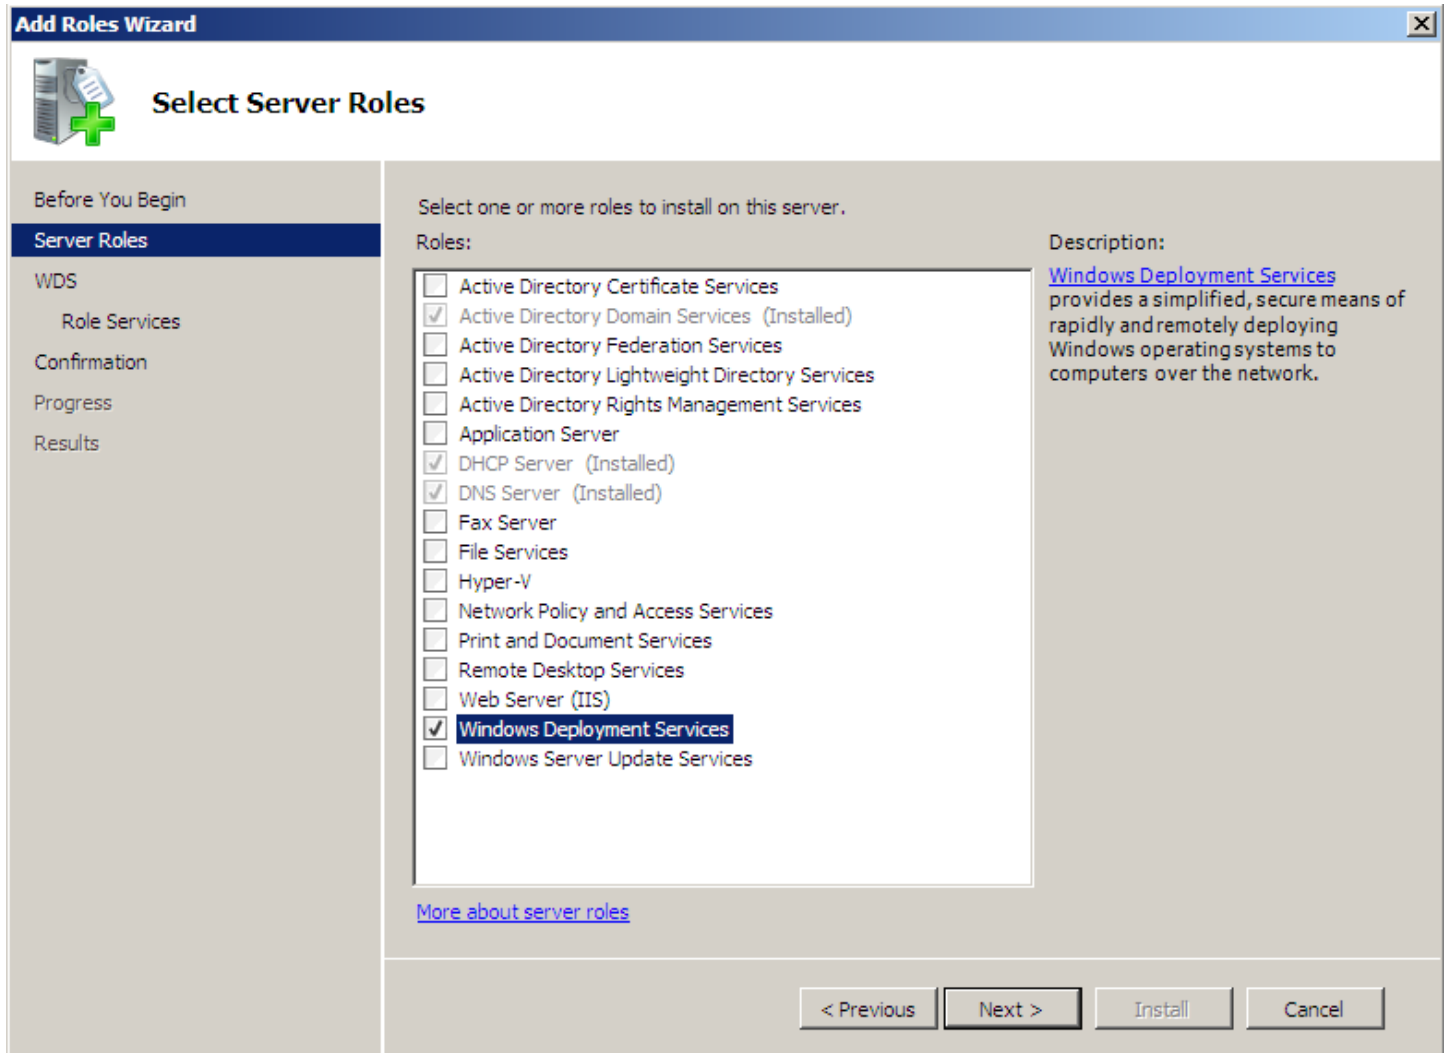 Add Roles Wizard
Select Server Roles
Before You Begin
Server Roles
WDS
Role Services
Confirmation
Progress
Results
Select one or more roles to install on this server.
Roles:
Active Directory Certificate Services
Active Directory Domain Services (Installed)
Active Directory Federation Services
Active Directory Lightweight Directory Services
Active Directory Rights Management Services
Application Server
DHCP Server (Installed)
DNS Server (Installed)
Fax Server
File Services
Hyper-V
Network Policy and Access Services
Print and Document Services
Remote Desktop Services
Web Server (IIS)
Windows Deployment Services
Windows Server Update Services
More about server roles
Description:
Windows Deployment Services
provides a simplified, secure means of
rapidly and remotely deploying
Windows operating systems to
computers over the network.
< Previous
Next >
Install
Cancel